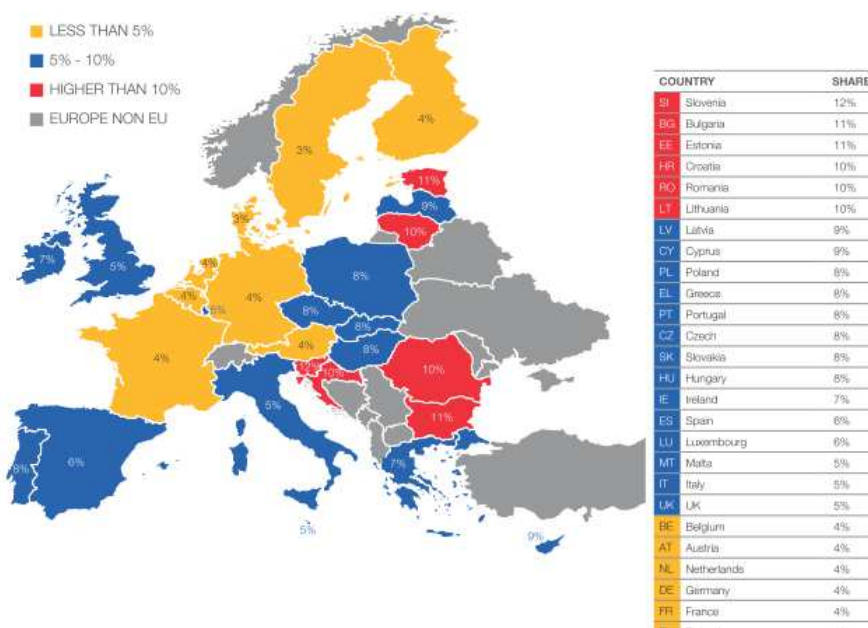 LESS THAN 5%
5% - 10%
HIGHER THAN 10%
EUROPE NON EU
4%
3%
11%
9%
3%
10%
7%
5%
4%
8%
4%
4%
5%
8%
8%
4%
4%
8%
12%
10%
10%
5%
11%
8%
6%
7%
5%
9%
COUNTRY SHARE
SI Slovenia 12%
BG Bulgaria 11%
EE Estonia 11%
HR Croatia 10%
RO Romania 10%
LT Lithuania 10%
LV Latvia 9%
CY Cyprus 9%
PL Poland 8%
EL Greece 8%
PT Portugal 8%
CZ Czech 8%
SK Slovakia 8%
HU Hungary 8%
IE Ireland 7%
ES Spain 6%
LU Luxembourg 6%
MT Malta 5%
IT Italy 5%
UK UK 5%
BE Belgium 4%
AT Austria 4%
NL Netherlands 4%
DE Germany 4%
FR France 4%